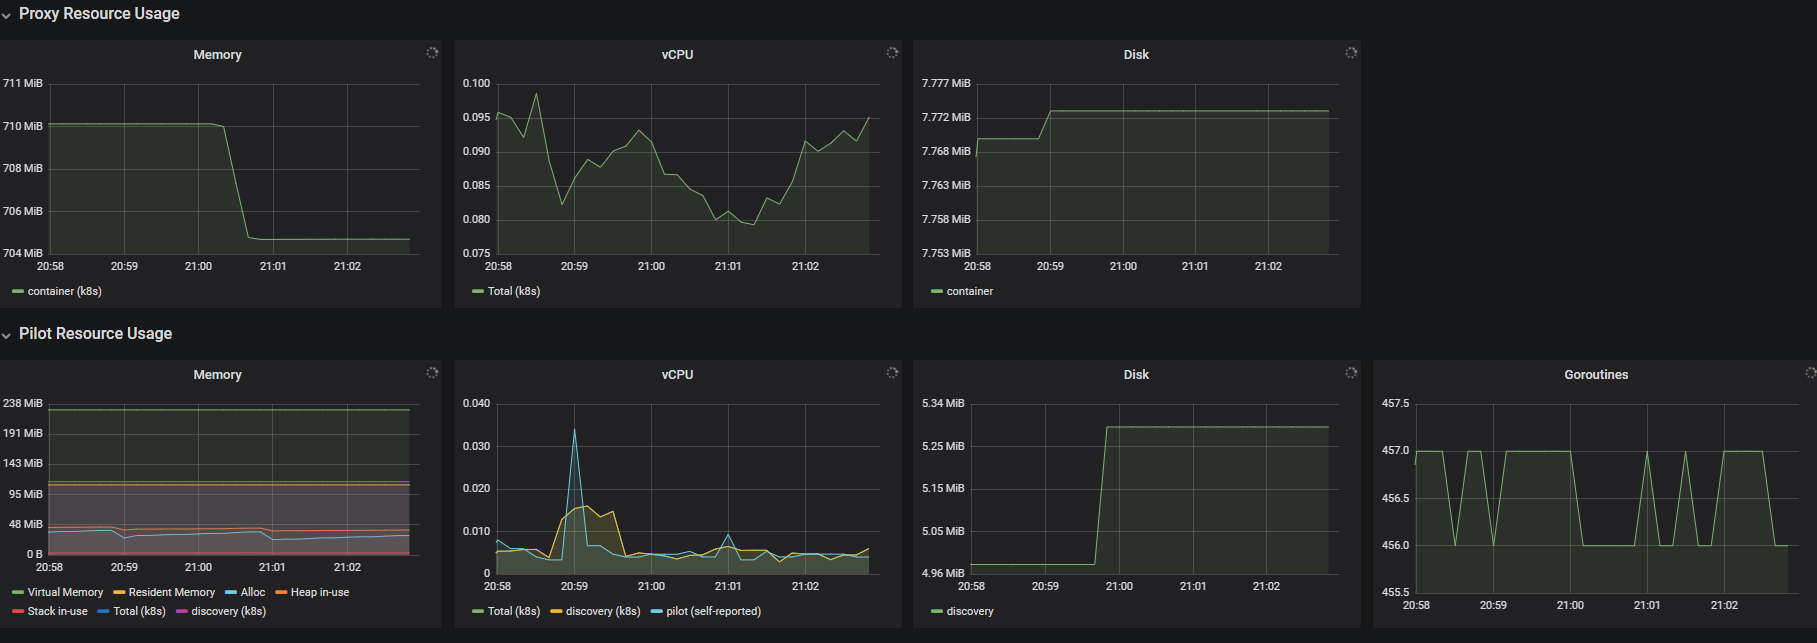 Proxy Resource Usage
Memory
711 MiB
710 MiB
708 MiB
706 MiB
704 MiB
20:58 20:59 21:00 21:01 21:02
container (k8s)
vCPU
0.100
0.095
0.090
0.085
0.080
0.075
20:58 20:59 21:00 21:01 21:02
Total (k8s)
Disk
7.777 MiB
7.772 MiB
7.768 MiB
7.763 MiB
7.758 MiB
7.753 MiB
20:58 20:59 21:00 21:01 21:02
container
Pilot Resource Usage
Memory
238 MiB
191 MiB
143 MiB
95 MiB
48 MiB
0 B
20:58 20:59 21:00 21:01 21:02
Virtual Memory Resident Memory Alloc Heap in-use
Stack in-use Total (k8s) discovery (k8s)
vCPU
0.040
0.030
0.020
0.010
0
20:58 20:59 21:00 21:01 21:02
Total (k8s) discovery (k8s) pilot (self-reported)
Disk
5.34 MiB
5.25 MiB
5.15 MiB
5.05 MiB
4.96 MiB
20:58 20:59 21:00 21:01 21:02
discovery
Goroutines
457.5
457.0
456.5
456.0
455.5
20:58 20:59 21:00 21:01 21:02